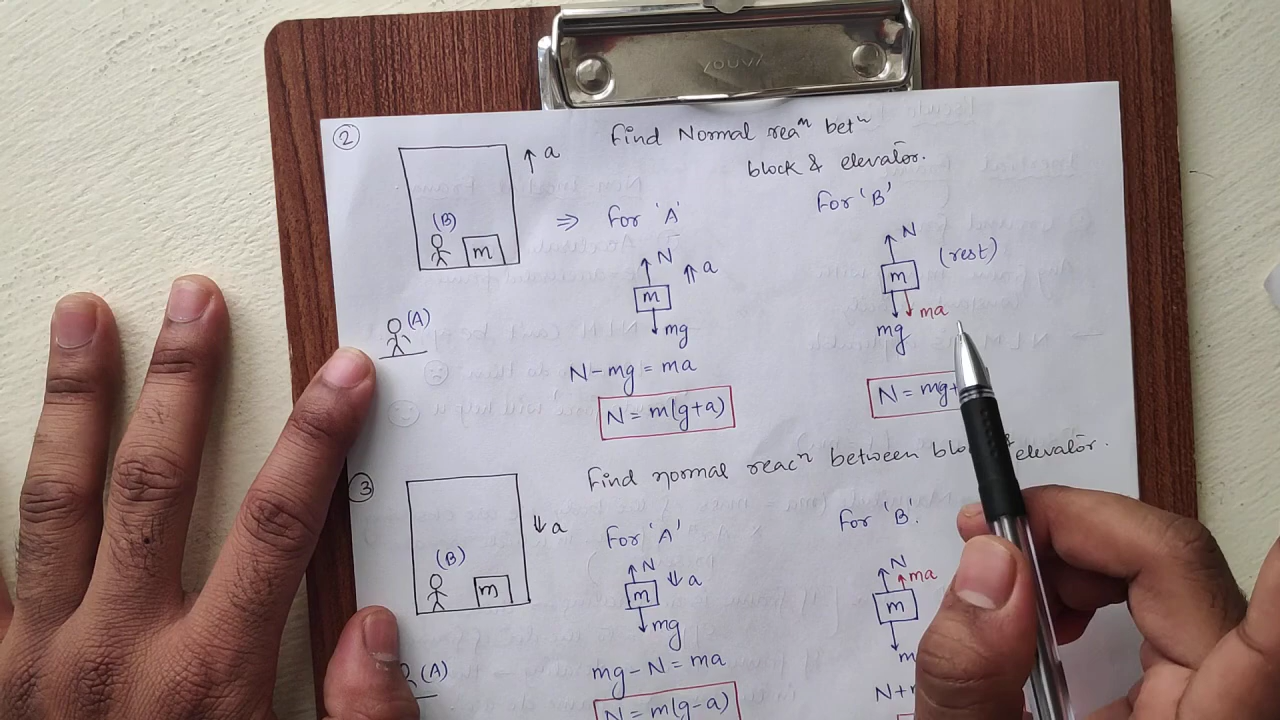 YOUVA
②
Find Normal reaⁿ betⁿ
block & elevator.
↑ a
(B)
m
(A)
⇒ For 'A'
N
⇑ a
m
mg
N-mg = ma
N = m(g+a)
For 'B'
N
(rest)
m
ma
mg
N = mg+
③
Find normal reacⁿ between elevator.
⇓ a
(B)
m
(A)
For 'A'
N
⇓ a
m
mg
mg-N = ma
N = m(g-a)
For 'B'.
N
ma
m
N+